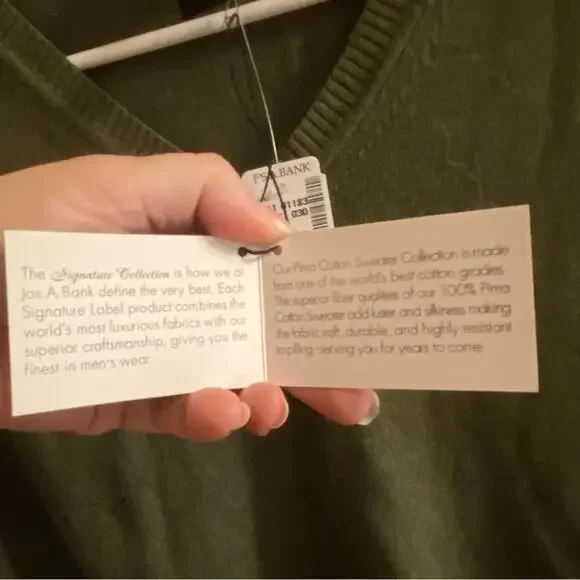 JOS. A. BANK
01183
030
The Signature Collection is how we at
Jos. A. Bank define the very best. Each
Signature Label product combines the
world's most luxurious fabrics with our
superior craftsmanship, giving you the
finest in men's wear.
Our Pima Cotton Sweater Collection is made
from one of the world's best cotton grades.
The superior fiber qualities of our 100% Pima
Cotton Sweater add luster and silkiness making
the fabric soft, durable, and highly resistant
to pilling - serving you for years to come.